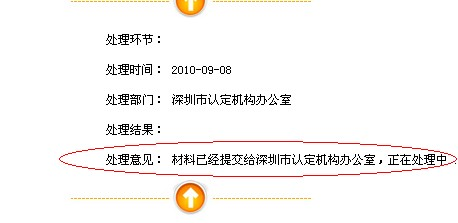 处理环节：
处理时间： 2010-09-08
处理部门： 深圳市认定机构办公室
处理结果：
处理意见： 材料已经提交给深圳市认定机构办公室，正在处理中